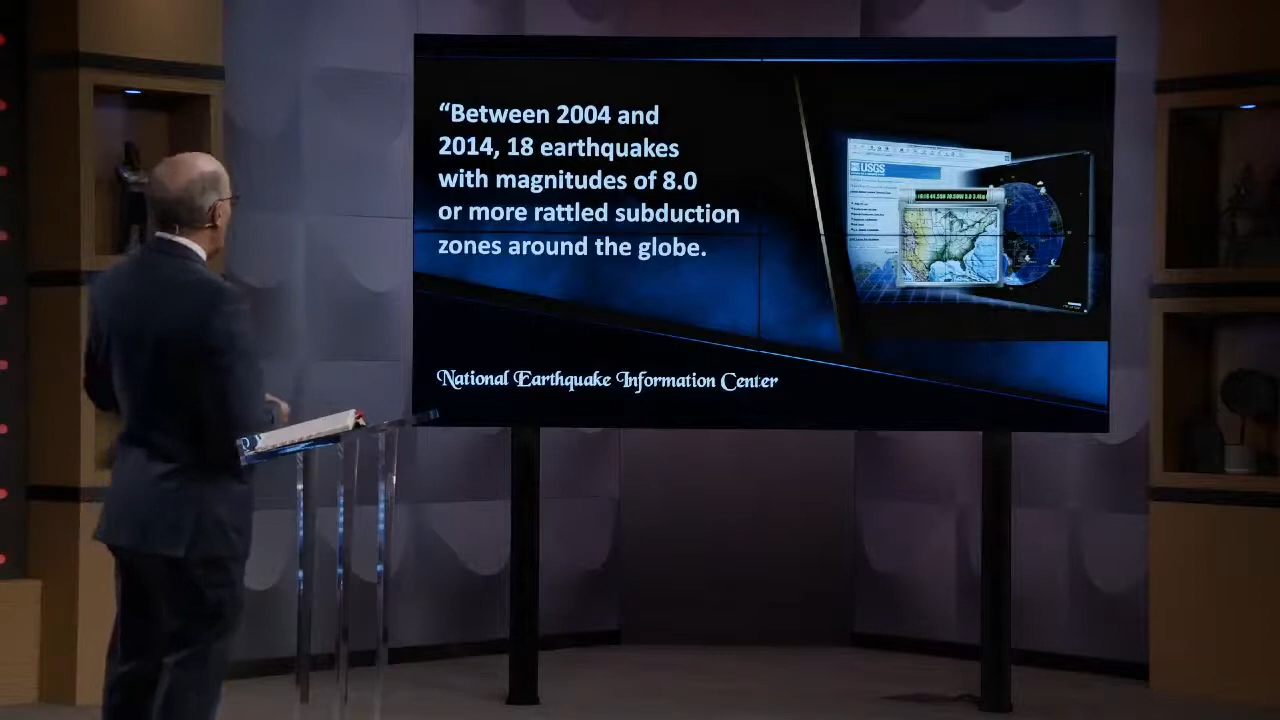 “Between 2004 and
2014, 18 earthquakes
with magnitudes of 8.0
or more rattled subduction
zones around the globe.
National Earthquake Information Center
USGS